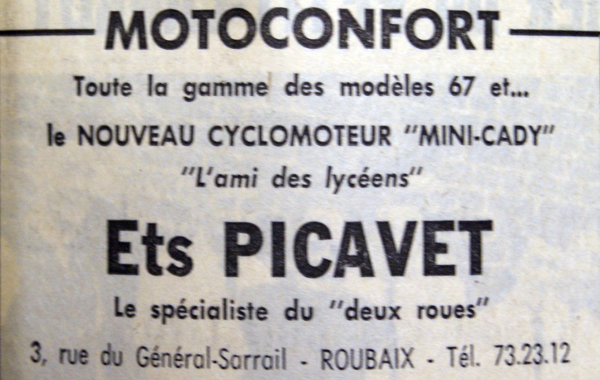 MOTOCONFORT
Toute la gamme des modèles 67 et...
le NOUVEAU CYCLOMOTEUR "MINI-CADY"
"L'ami des lycéens"
Ets PICAVET
Le spécialiste du "deux roues"
3, rue du Général-Sarrail - ROUBAIX - Tél. 73.23.12